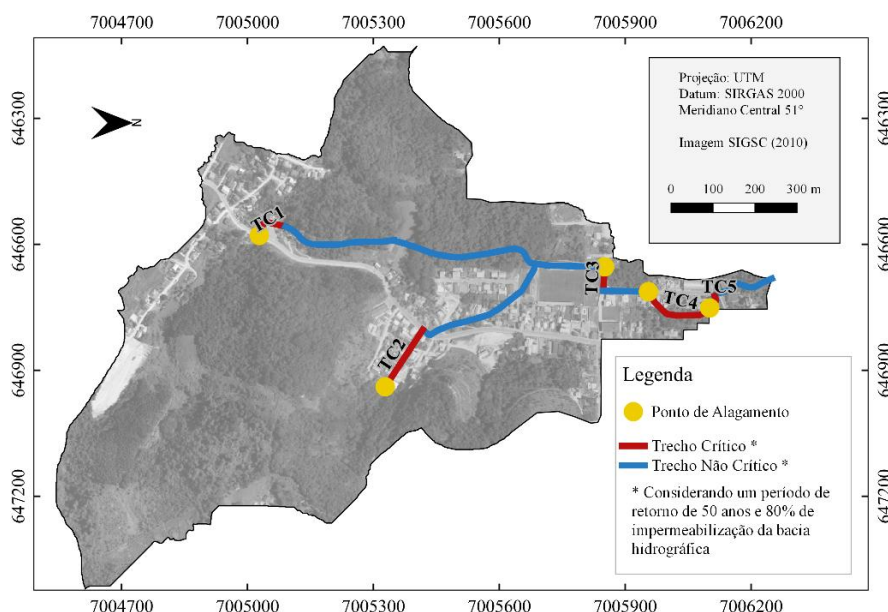 7004700 7005000 7005300 7005600 7005900 7006200
646300
646600
646900
647200
646300
646600
646900
647200
N
Projeção: UTM
Datum: SIRGAS 2000
Meridiano Central 51°
Imagem SIGSC (2010)
0 100 200 300 m
TC1
TC2
TC3
TC4
TC5
Legenda
Ponto de Alagamento
Trecho Crítico *
Trecho Não Crítico *
* Considerando um período de
retorno de 50 anos e 80% de
impermeabilização da bacia
hidrográfica
7004700 7005000 7005300 7005600 7005900 7006200